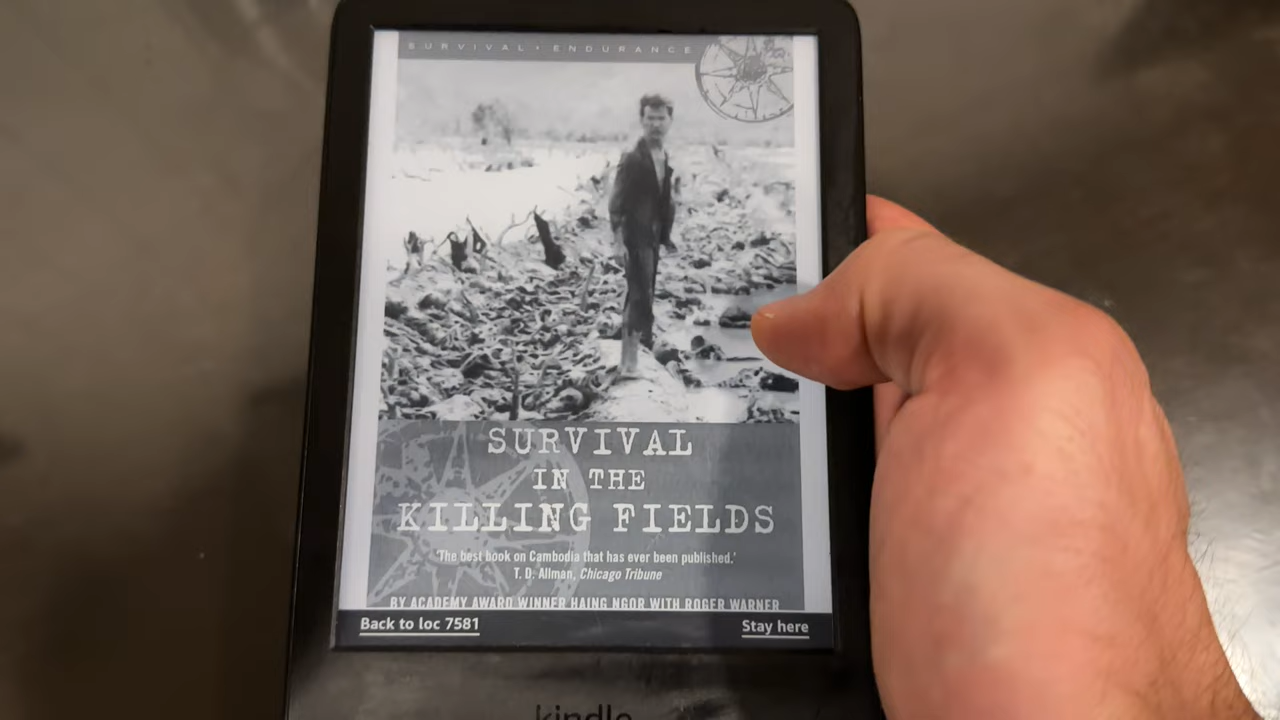 SURVIVAL • ENDURANCE
SURVIVAL
IN THE
KILLING FIELDS
'The best book on Cambodia that has ever been published.'
T. D. Allman, Chicago Tribune
BY ACADEMY AWARD WINNER HAING NGOR WITH ROGER WARNER
Back to loc 7581
Stay here
kindle